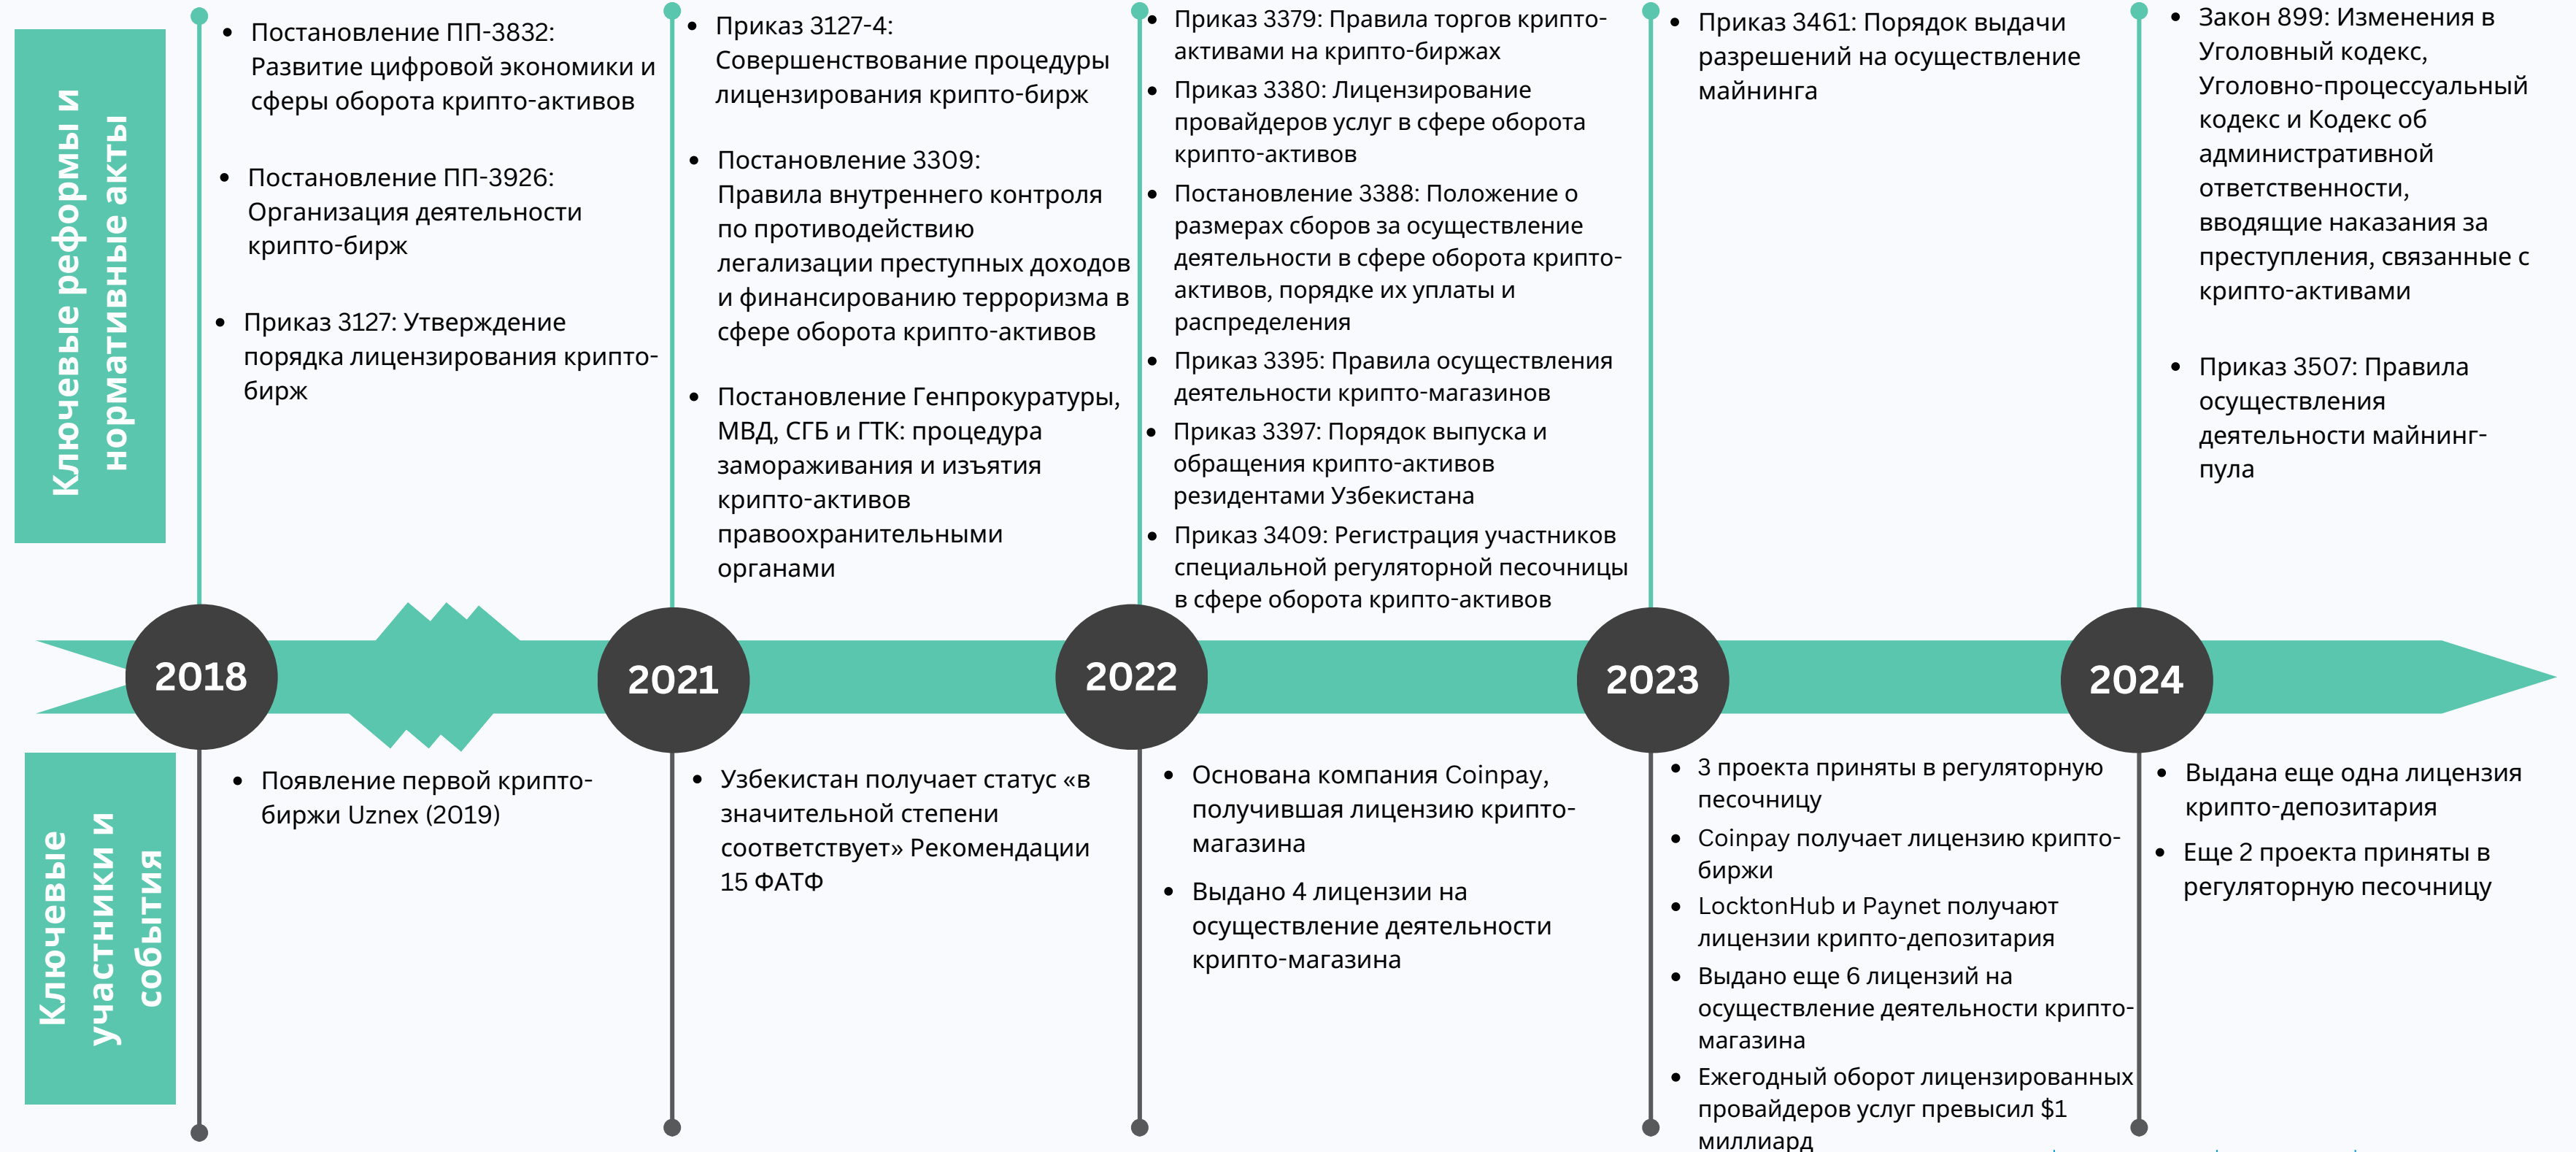 Ключевые реформы и
нормативные акты
Постановление ПП-3832:
Развитие цифровой экономики и
сферы оборота крипто-активов
Постановление ПП-3926:
Организация деятельности
крипто-бирж
Приказ 3127: Утверждение
порядка лицензирования крипто-
бирж
Приказ 3127-4:
Совершенствование процедуры
лицензирования крипто-бирж
Постановление 3309:
Правила внутреннего контроля
по противодействию
легализации преступных доходов
и финансированию терроризма в
сфере оборота крипто-активов
Постановление Генпрокуратуры,
МВД, СГБ и ГТК: процедура
замораживания и изъятия
крипто-активов
правоохранительными
органами
Приказ 3379: Правила торгов крипто-
активами на крипто-биржах
Приказ 3380: Лицензирование
провайдеров услуг в сфере оборота
крипто-активов
Постановление 3388: Положение о
размерах сборов за осуществление
деятельности в сфере оборота крипто-
активов, порядке их уплаты и
распределения
Приказ 3395: Правила осуществления
деятельности крипто-магазинов
Приказ 3397: Порядок выпуска и
обращения крипто-активов
резидентами Узбекистана
Приказ 3409: Регистрация участников
специальной регуляторной песочницы
в сфере оборота крипто-активов
Приказ 3461: Порядок выдачи
разрешений на осуществление
майнинга
Закон 899: Изменения в
Уголовный кодекс,
Уголовно-процессуальный
кодекс и Кодекс об
административной
ответственности,
вводящие наказания за
преступления, связанные с
крипто-активами
Приказ 3507: Правила
осуществления
деятельности майнинг-
пула
2018
2021
2022
2023
2024
Ключевые
участники и
события
Появление первой крипто-
биржи Uznex (2019)
Узбекистан получает статус «в
значительной степени
соответствует» Рекомендации
15 ФАТФ
Основана компания Coinpay,
получившая лицензию крипто-
магазина
Выдано 4 лицензии на
осуществление деятельности
крипто-магазина
3 проекта приняты в регуляторную
песочницу
Coinpay получает лицензию крипто-
биржи
LocktonHub и Paynet получают
лицензии крипто-депозитария
Выдано еще 6 лицензий на
осуществление деятельности крипто-
магазина
Ежегодный оборот лицензированных
провайдеров услуг превысил $1
миллиард
Выдана еще одна лицензия
крипто-депозитария
Еще 2 проекта приняты в
регуляторную песочницу